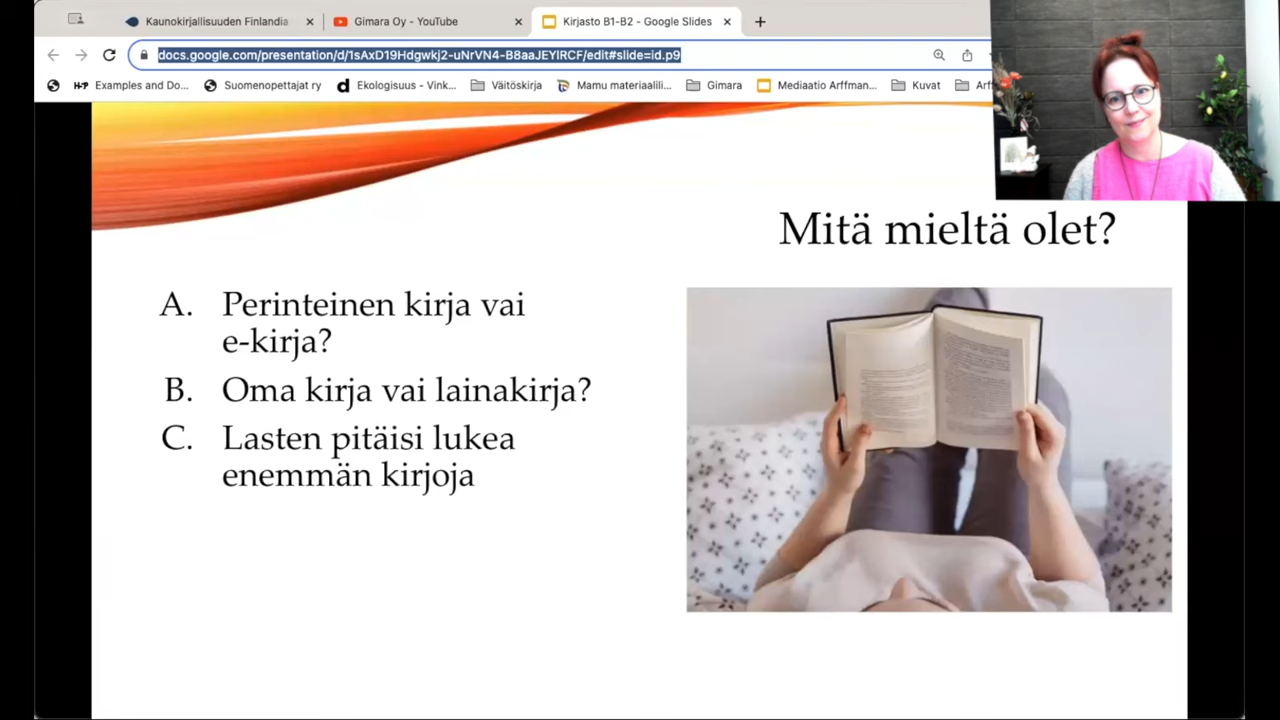 Kaunokirjallisuuden Finlandia
Gimara Oy - YouTube
Kirjasto B1-B2 - Google Slides
docs.google.com/presentation/d/1sAxD19Hdgwkj2-uNrVN4-B8aaJEYlRCF/edit#slide=id.p9
Examples and Do...
Suomenopettajat ry
Ekologisuus - Vink...
Väitöskirja
Mamu materiaalili...
Gimara
Mediaatio Arffman...
Kuvat
Arf
Mitä mieltä olet?
A. Perinteinen kirja vai
e-kirja?
B. Oma kirja vai lainakirja?
C. Lasten pitäisi lukea
enemmän kirjoja